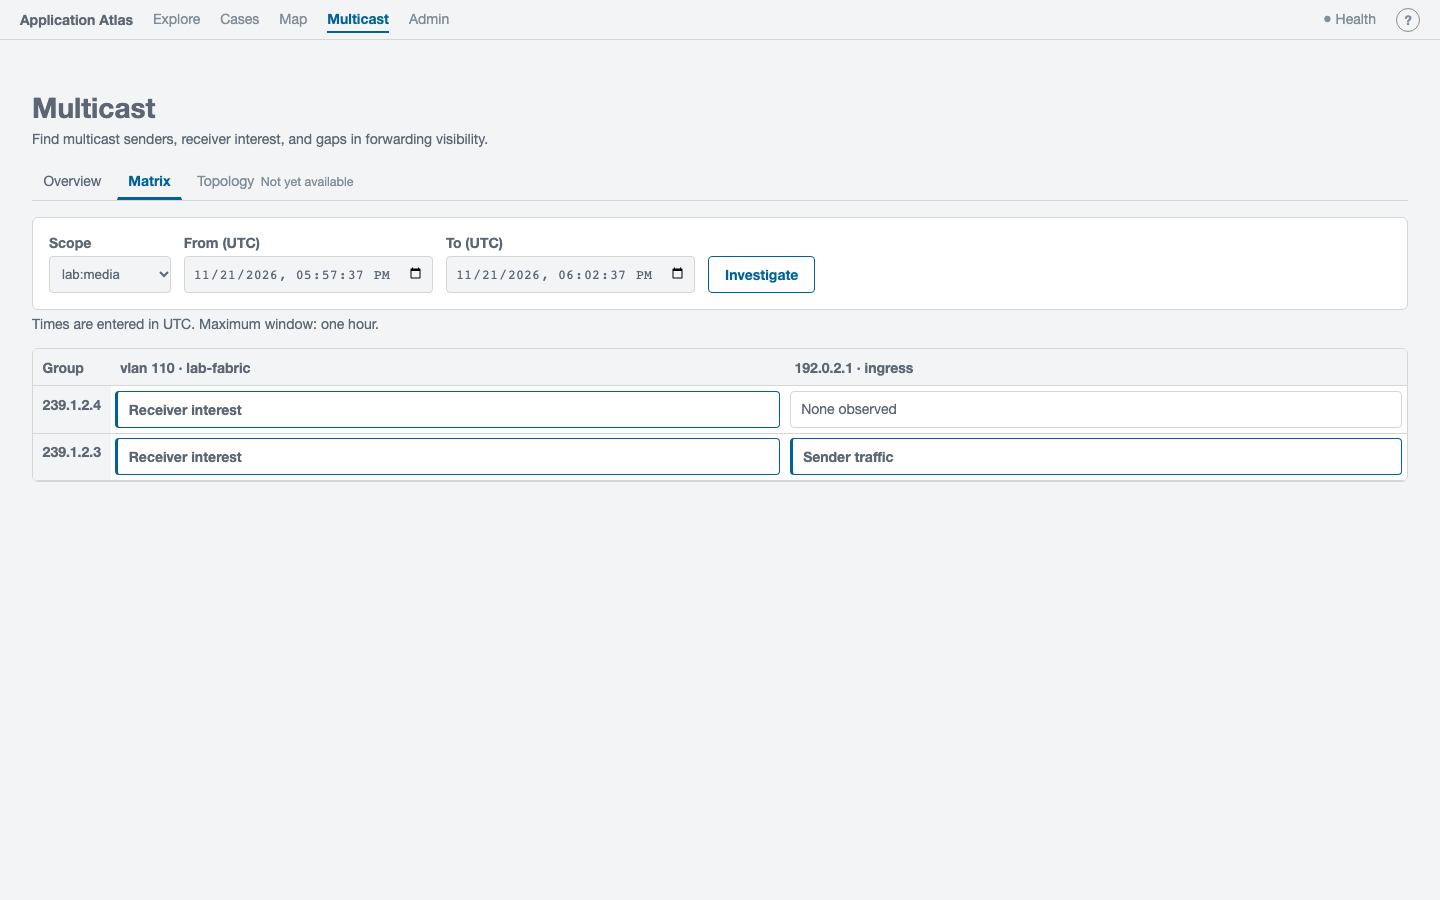 Application Atlas Explore Cases Map Multicast Admin Health ?
Multicast
Find multicast senders, receiver interest, and gaps in forwarding visibility.
Overview Matrix Topology Not yet available
Scope From (UTC) To (UTC)
lab:media 11/21/2026, 05:57:37 PM 11/21/2026, 06:02:37 PM Investigate
Times are entered in UTC. Maximum window: one hour.
Group vlan 110 · lab-fabric 192.0.2.1 · ingress
239.1.2.4 Receiver interest None observed
239.1.2.3 Receiver interest Sender traffic